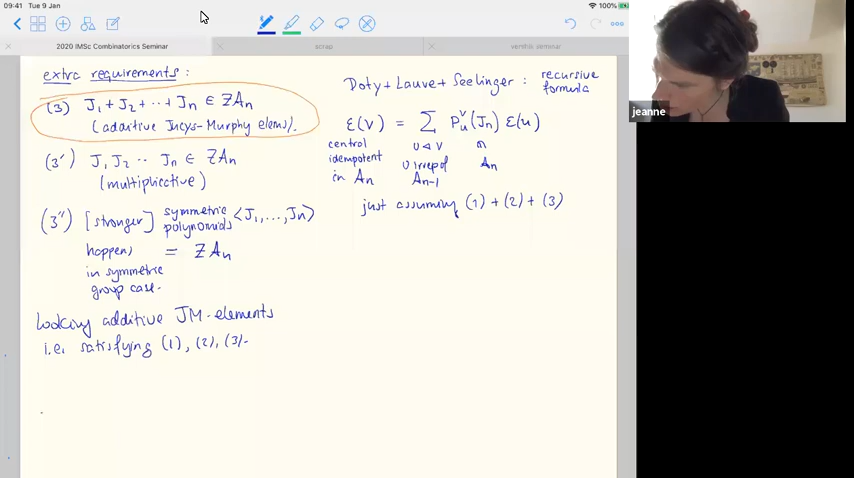 09:41 Tue 9 Jan
100%
2020 IMSc Combinatorics Seminar
scrap
versital seminar
extra requirements:
(3) J₁ + J₂ + ... + Jₙ ∈ ZAₙ
(additive Jucys-Murphy elems).
(3') J₁ J₂ ... Jₙ ∈ ZAₙ
(multiplicative)
(3'') [stronger] symmetric polynomials <J₁, ..., Jₙ>
happens = ZAₙ
in symmetric
group case.
Looking additive JM-elements
i.e. satisfying (1), (2), (3).
Doty + Lauve + Seelinger: recursive
formula
ε(v) = ∑ Pᵤᵛ(Jₙ) ε(u)
central u ◁ v
idempotent u irrep of Aₙ
in Aₙ Aₙ₋₁
just assuming (1) + (2) + (3)
jeanne